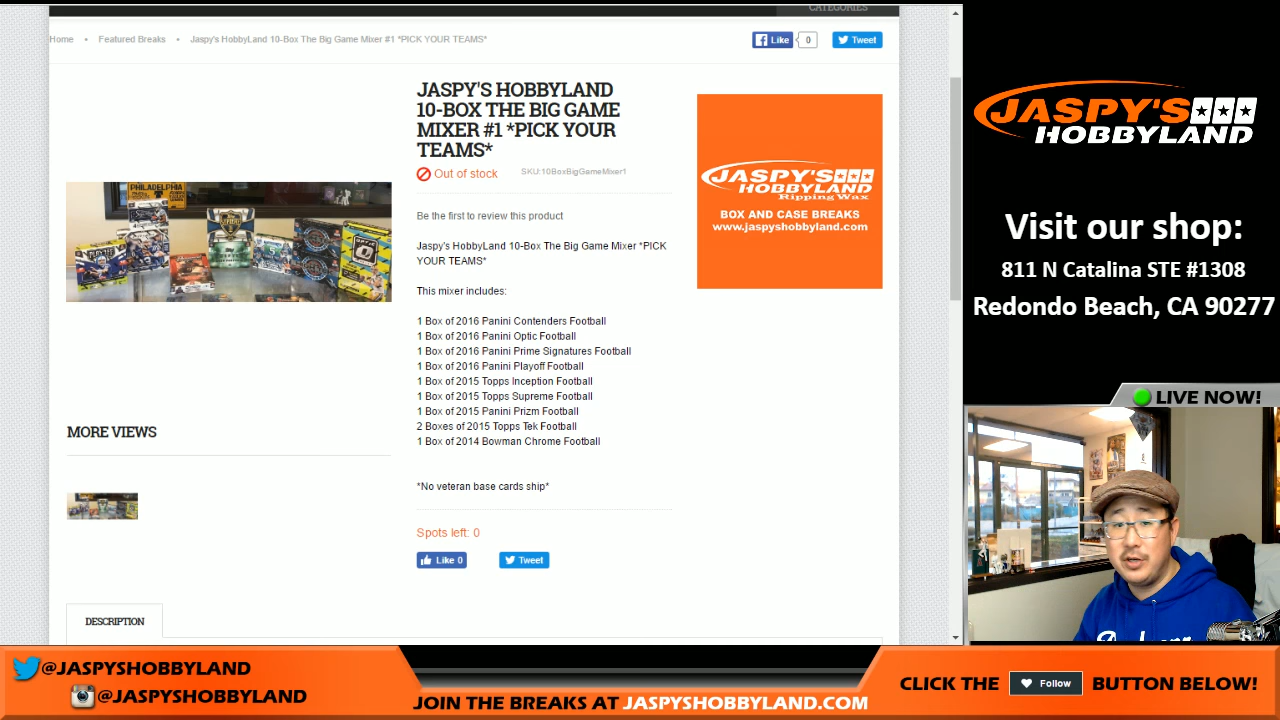 CATEGORIES
Home • Featured Breaks • Jaspy's HobbyLand 10-Box The Big Game Mixer #1 *PICK YOUR TEAMS*
Like 0 Tweet
JASPY'S HOBBYLAND
10-BOX THE BIG GAME
MIXER #1 *PICK YOUR
TEAMS*
Out of stock SKU:10BoxBigGameMixer1
Be the first to review this product
Jaspy's HobbyLand 10-Box The Big Game Mixer *PICK
YOUR TEAMS*
This mixer includes:
1 Box of 2016 Panini Contenders Football
1 Box of 2016 Panini Optic Football
1 Box of 2016 Panini Prime Signatures Football
1 Box of 2016 Panini Playoff Football
1 Box of 2015 Topps Inception Football
1 Box of 2015 Topps Supreme Football
1 Box of 2015 Panini Prizm Football
2 Boxes of 2015 Topps Tek Football
1 Box of 2014 Bowman Chrome Football
*No veteran base cards ship*
Spots left: 0
Like 0 Tweet
PHILADELPHIA
MORE VIEWS
DESCRIPTION
JASPY'S
HOBBYLAND
Ripping Wax
BOX AND CASE BREAKS
www.jaspyshobbyland.com
JASPY'S
HOBBYLAND
Visit our shop:
811 N Catalina STE #1308
Redondo Beach, CA 90277
LIVE NOW!
@JASPYSHOBBYLAND
@JASPYSHOBBYLAND
JOIN THE BREAKS AT JASPYSHOBBYLAND.COM
CLICK THE Follow BUTTON BELOW!